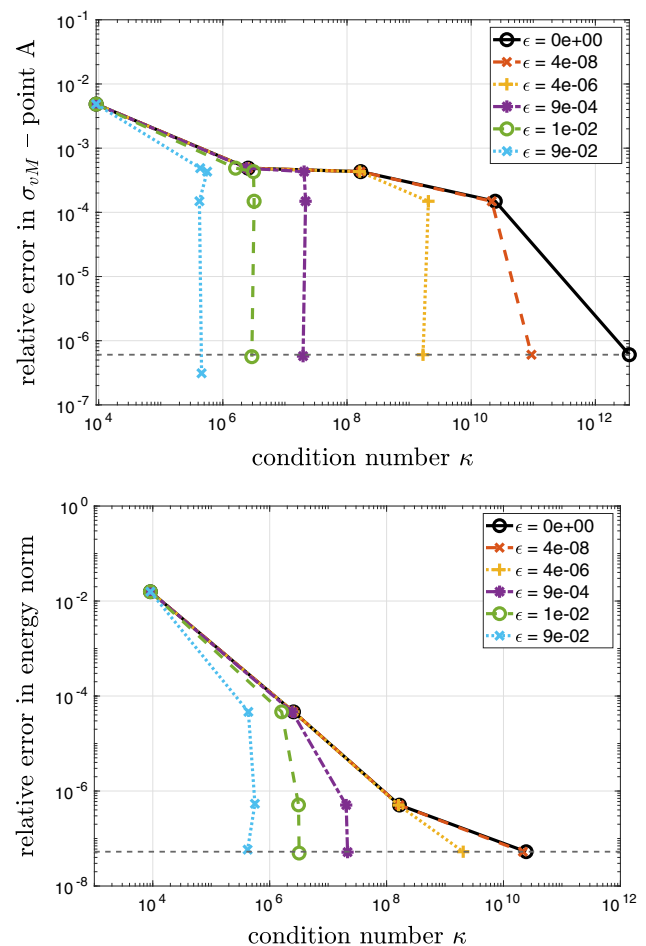 relative error in σ_vM − point A
10^-1
10^-2
10^-3
10^-4
10^-5
10^-6
10^-7
ϵ = 0e+00
ϵ = 4e-08
ϵ = 4e-06
ϵ = 9e-04
ϵ = 1e-02
ϵ = 9e-02
10^4 10^6 10^8 10^10 10^12
condition number κ
relative error in energy norm
10^0
10^-2
10^-4
10^-6
10^-8
ϵ = 0e+00
ϵ = 4e-08
ϵ = 4e-06
ϵ = 9e-04
ϵ = 1e-02
ϵ = 9e-02
10^4 10^6 10^8 10^10 10^12
condition number κ